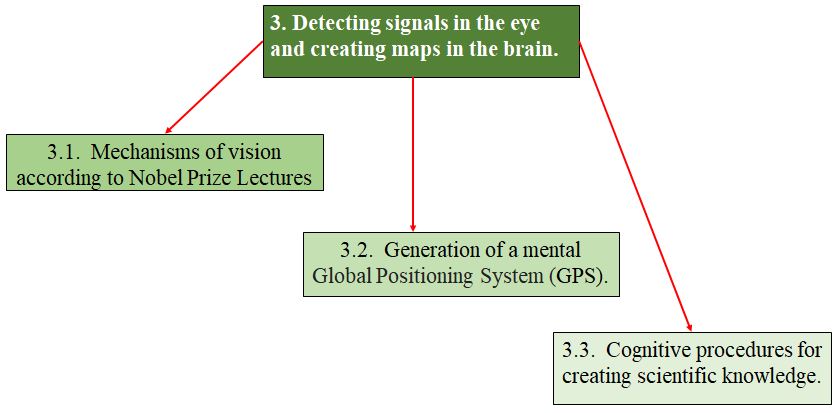 3. Detecting signals in the eye
and creating maps in the brain.
3.1. Mechanisms of vision
according to Nobel Prize Lectures
3.2. Generation of a mental
Global Positioning System (GPS).
3.3. Cognitive procedures for
creating scientific knowledge.